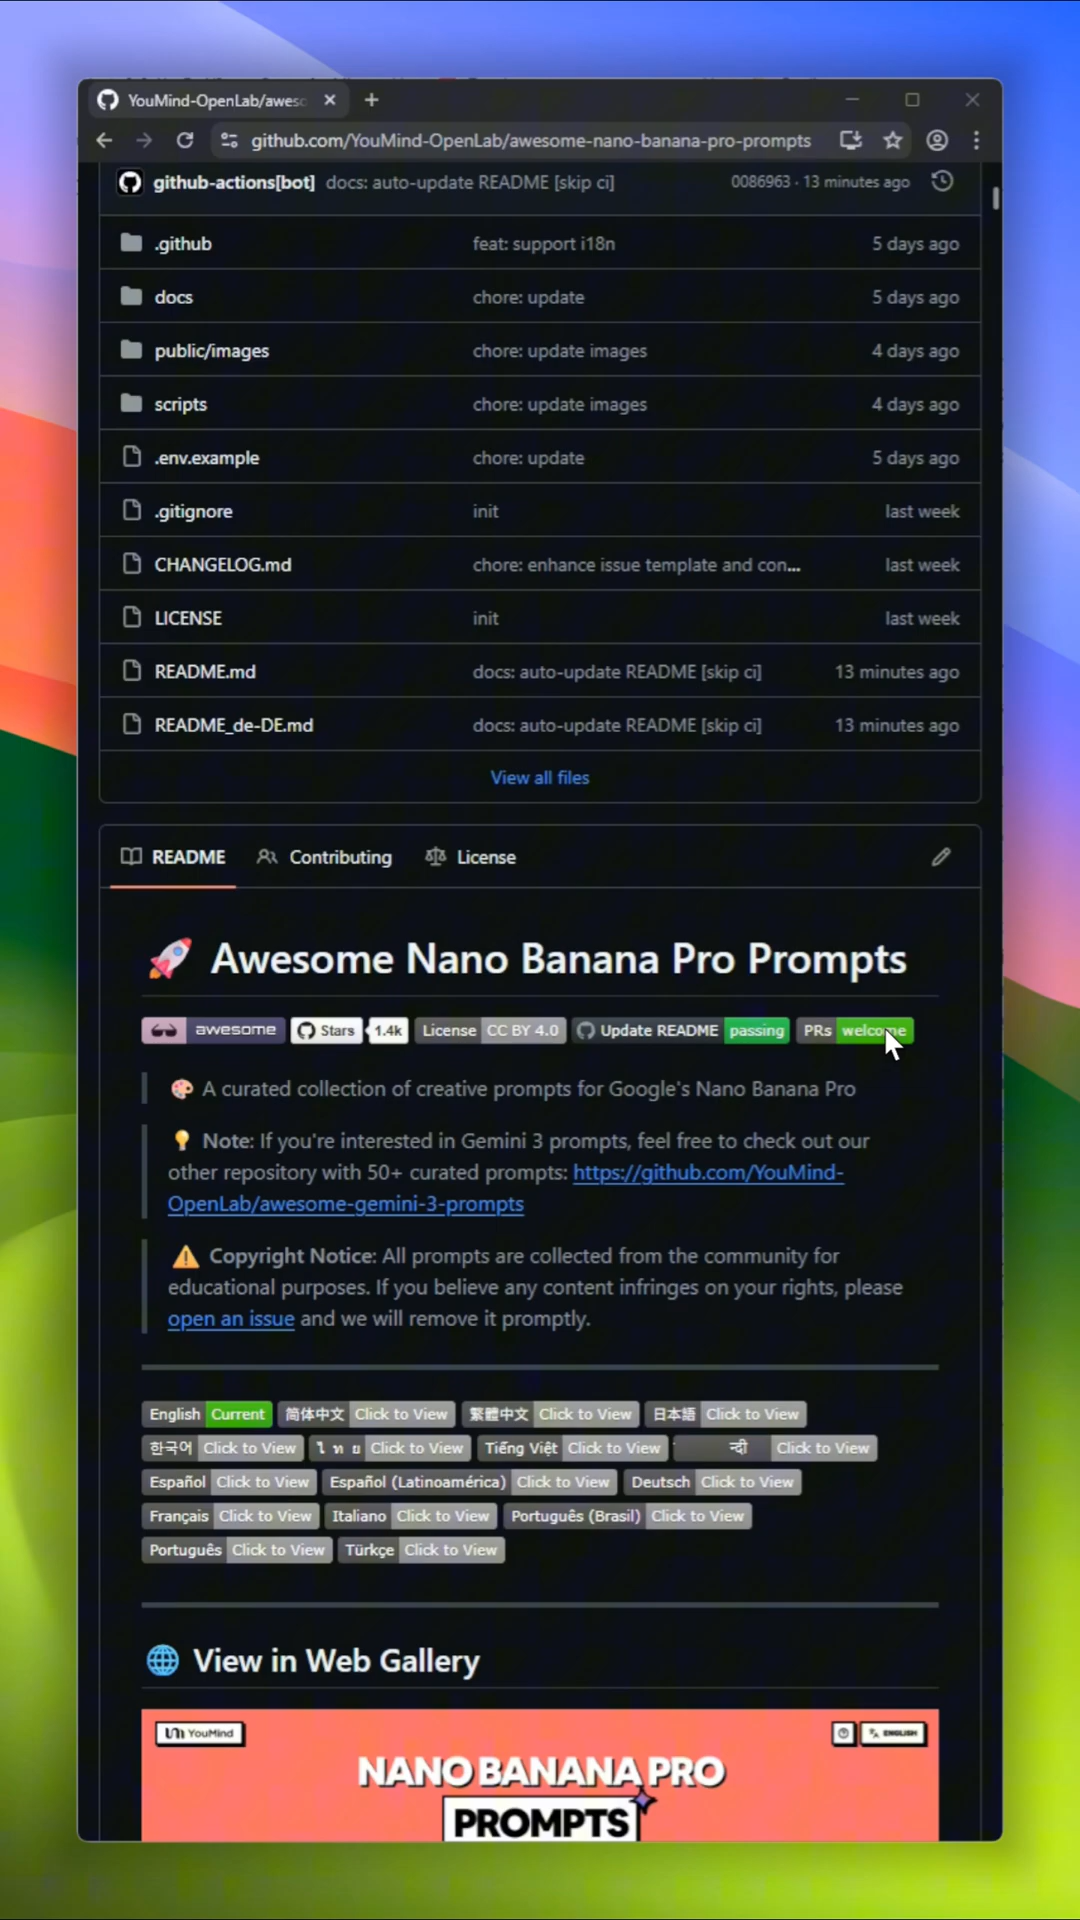 YouMind-OpenLab/awesc
github.com/YouMind-OpenLab/awesome-nano-banana-pro-prompts
github-actions[bot] docs: auto-update README [skip ci] 0086963 · 13 minutes ago
.github feat: support i18n 5 days ago
docs chore: update 5 days ago
public/images chore: update images 4 days ago
scripts chore: update images 4 days ago
.env.example chore: update 5 days ago
.gitignore init last week
CHANGELOG.md chore: enhance issue template and con... last week
LICENSE init last week
README.md docs: auto-update README [skip ci] 13 minutes ago
README_de-DE.md docs: auto-update README [skip ci] 13 minutes ago
View all files
README Contributing License
🚀 Awesome Nano Banana Pro Prompts
awesome Stars 1.4k License CC BY 4.0 Update README passing PRs welcome
🎨 A curated collection of creative prompts for Google's Nano Banana Pro
💡 Note: If you're interested in Gemini 3 prompts, feel free to check out our
other repository with 50+ curated prompts: https://github.com/YouMind-
OpenLab/awesome-gemini-3-prompts
⚠️ Copyright Notice: All prompts are collected from the community for
educational purposes. If you believe any content infringes on your rights, please
open an issue and we will remove it promptly.
English Current 简体中文 Click to View 繁體中文 Click to View 日本語 Click to View
한국어 Click to View ไ ท ย Click to View Tiếng Việt Click to View न्दी Click to View
Español Click to View Español (Latinoamérica) Click to View Deutsch Click to View
Français Click to View Italiano Click to View Português (Brasil) Click to View
Português Click to View Türkçe Click to View
🌐 View in Web Gallery
YouMind ENGLISH
NANO BANANA PRO
PROMPTS